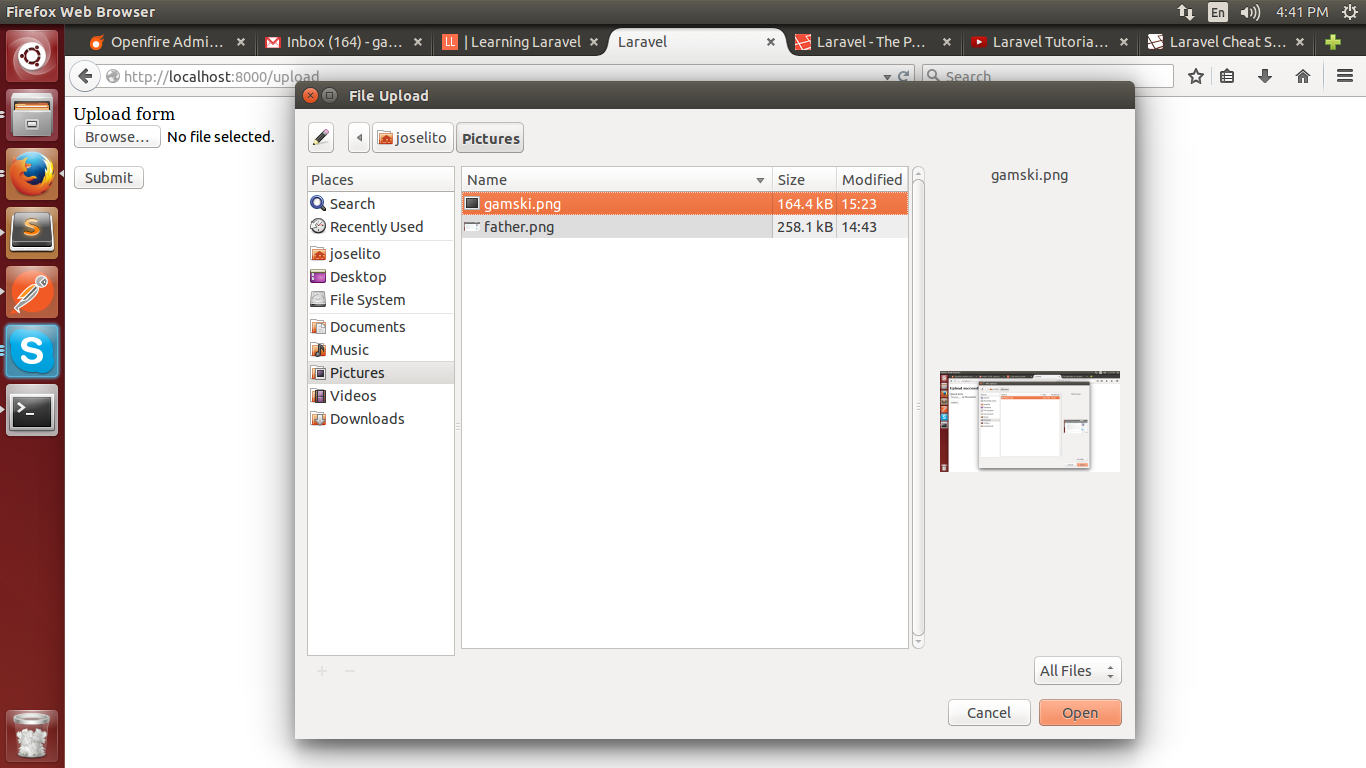 Firefox Web Browser
En
4:41 PM
Openfire Admi...
Inbox (164) - ga...
LL | Learning Laravel
Laravel
Laravel - The P...
Laravel Tutoria...
Laravel Cheat S...
http://localhost:8000/upload
Search
File Upload
Upload form
Browse... No file selected.
Submit
joselito
Pictures
Places
Search
Recently Used
joselito
Desktop
File System
Documents
Music
Pictures
Videos
Downloads
Name Size Modified
gamski.png 164.4 kB 15:23
father.png 258.1 kB 14:43
gamski.png
All Files
Cancel
Open